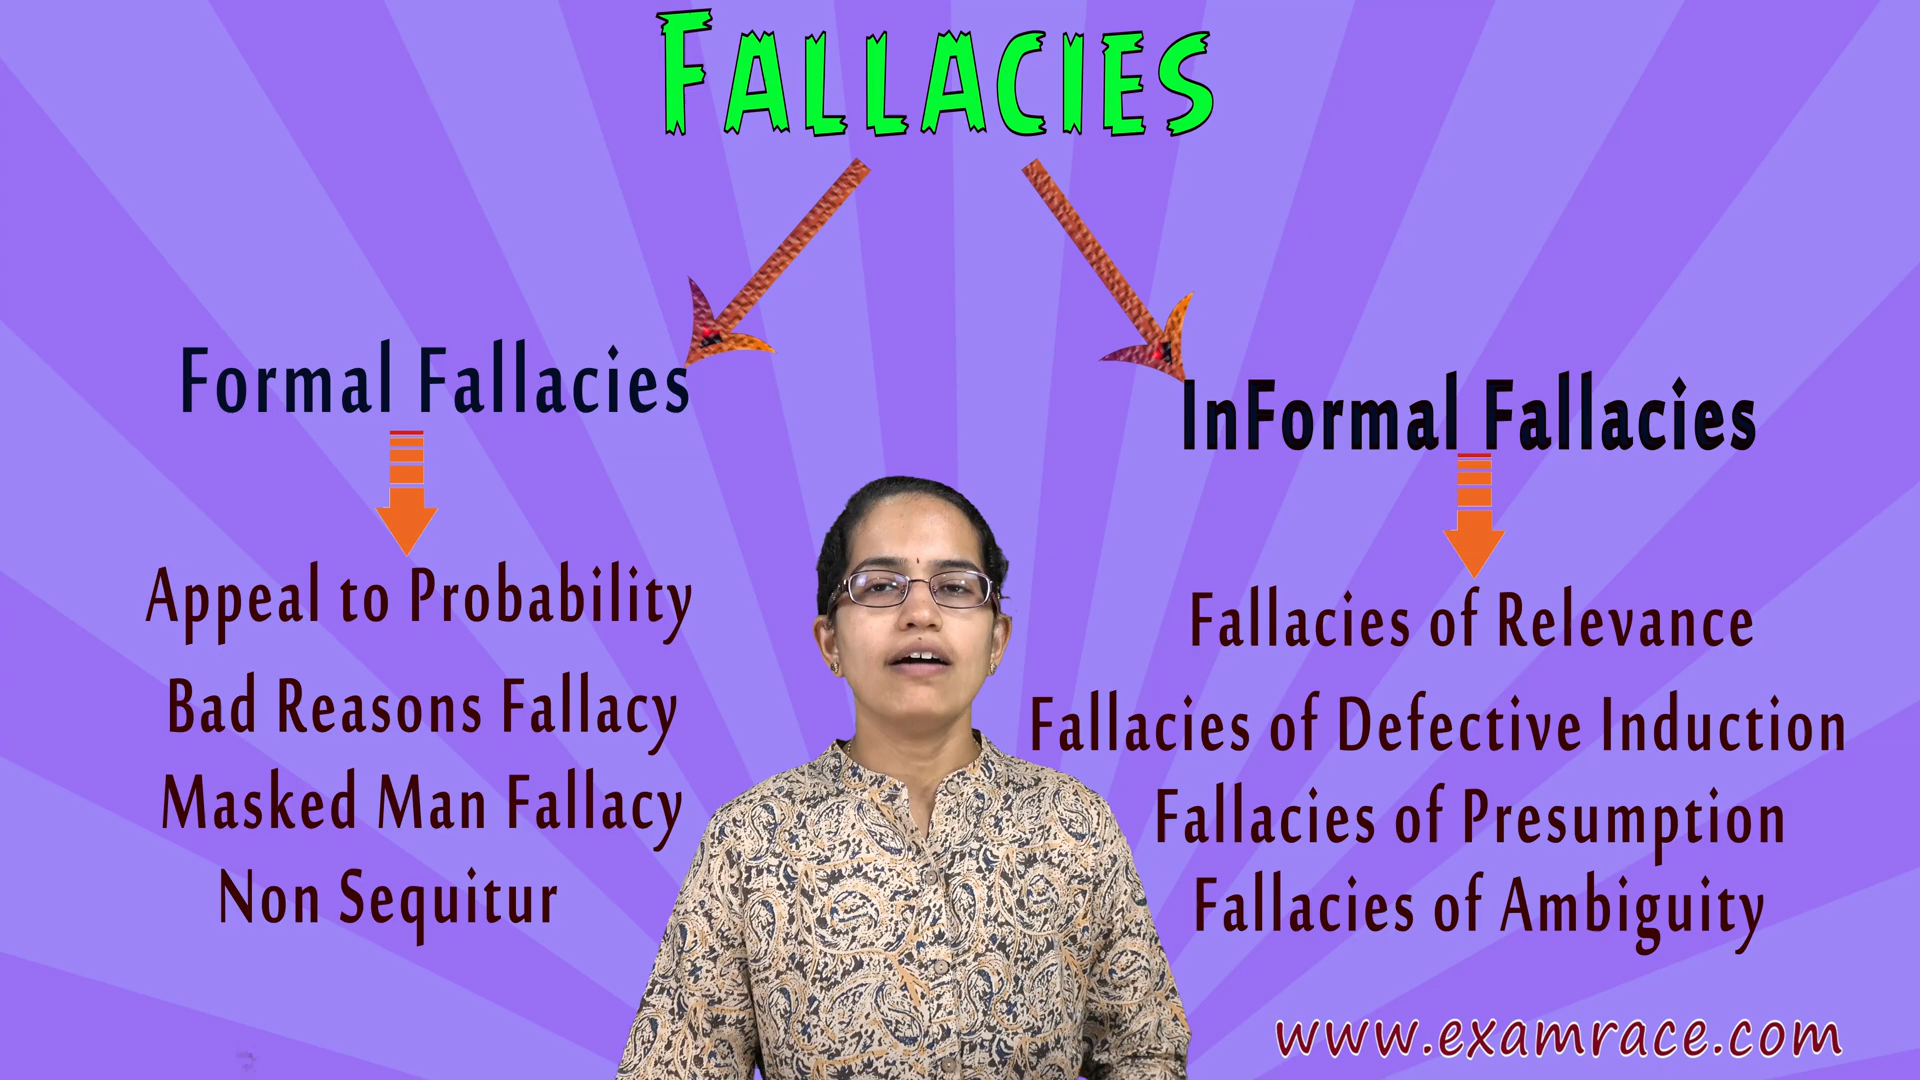 FALLACIES
Formal Fallacies
InFormal Fallacies
Appeal to Probability
Bad Reasons Fallacy
Masked Man Fallacy
Non Sequitur
Fallacies of Relevance
Fallacies of Defective Induction
Fallacies of Presumption
Fallacies of Ambiguity
www.examrace.com